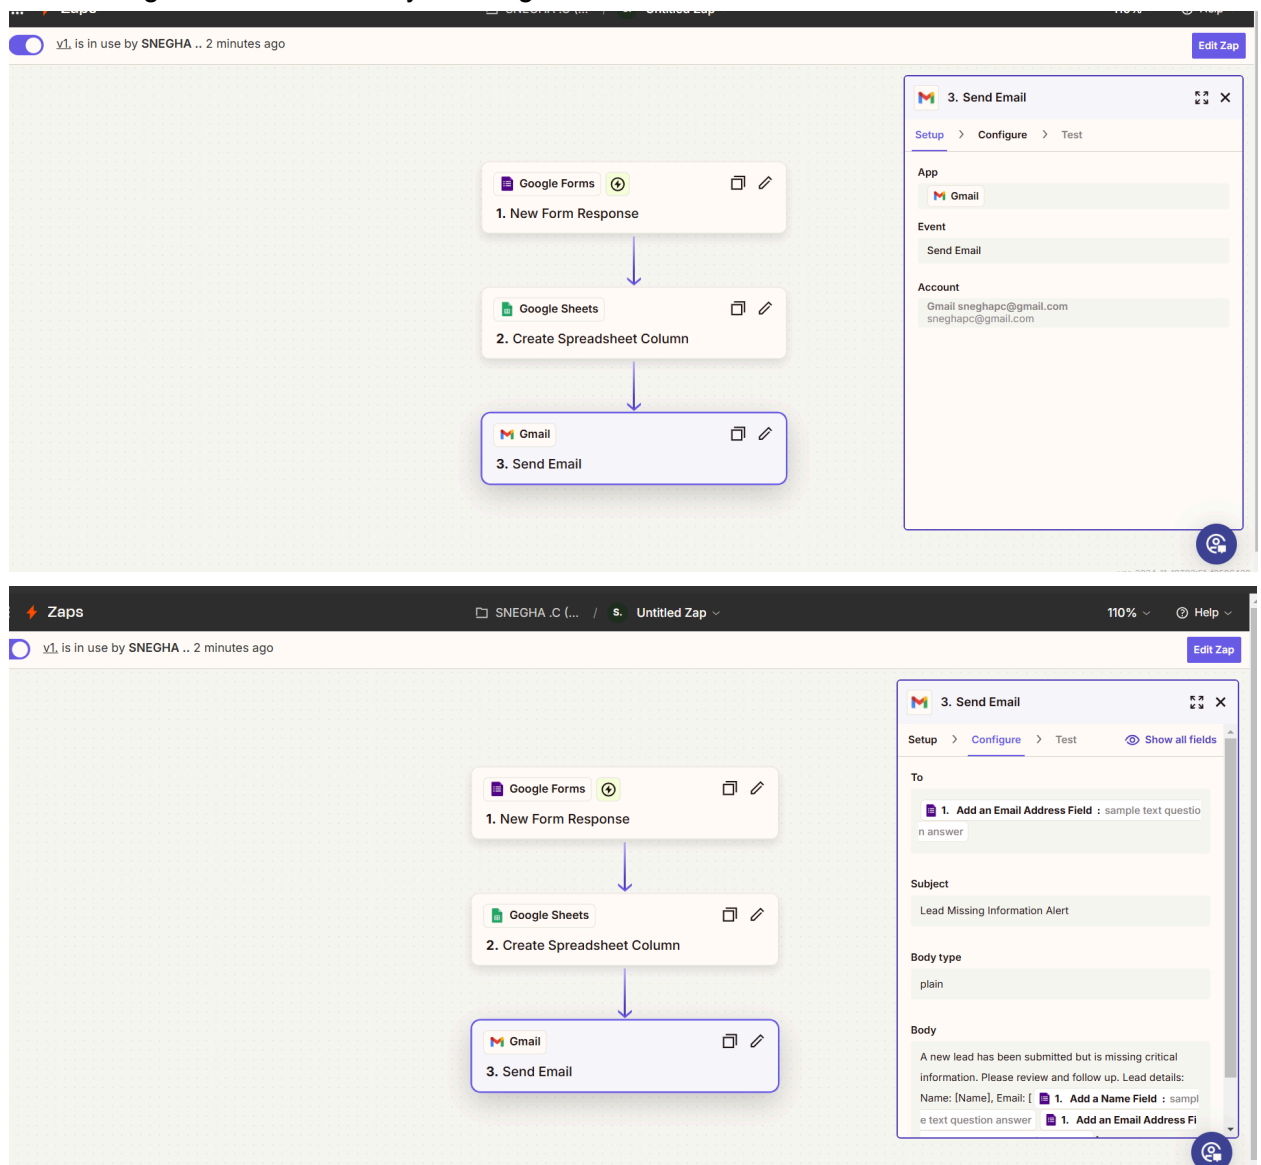 Zaps
Untitled Zap
110%
Help
v1. is in use by SNEGHA .. 2 minutes ago
Edit Zap
3. Send Email
Setup > Configure > Test
App
Gmail
Event
Send Email
Account
Gmail sneghapc@gmail.com
sneghapc@gmail.com
Google Forms
1. New Form Response
Google Sheets
2. Create Spreadsheet Column
Gmail
3. Send Email
Zaps
SNEGHA .C (... / S. Untitled Zap
110%
Help
v1. is in use by SNEGHA .. 2 minutes ago
Edit Zap
3. Send Email
Setup > Configure > Test
Show all fields
To
1. Add an Email Address Field : sample text questio
n answer
Subject
Lead Missing Information Alert
Body type
plain
Body
A new lead has been submitted but is missing critical
information. Please review and follow up. Lead details:
Name: [Name], Email: [ 1. Add a Name Field : sampl
e text question answer 1. Add an Email Address Fi
Google Forms
1. New Form Response
Google Sheets
2. Create Spreadsheet Column
Gmail
3. Send Email